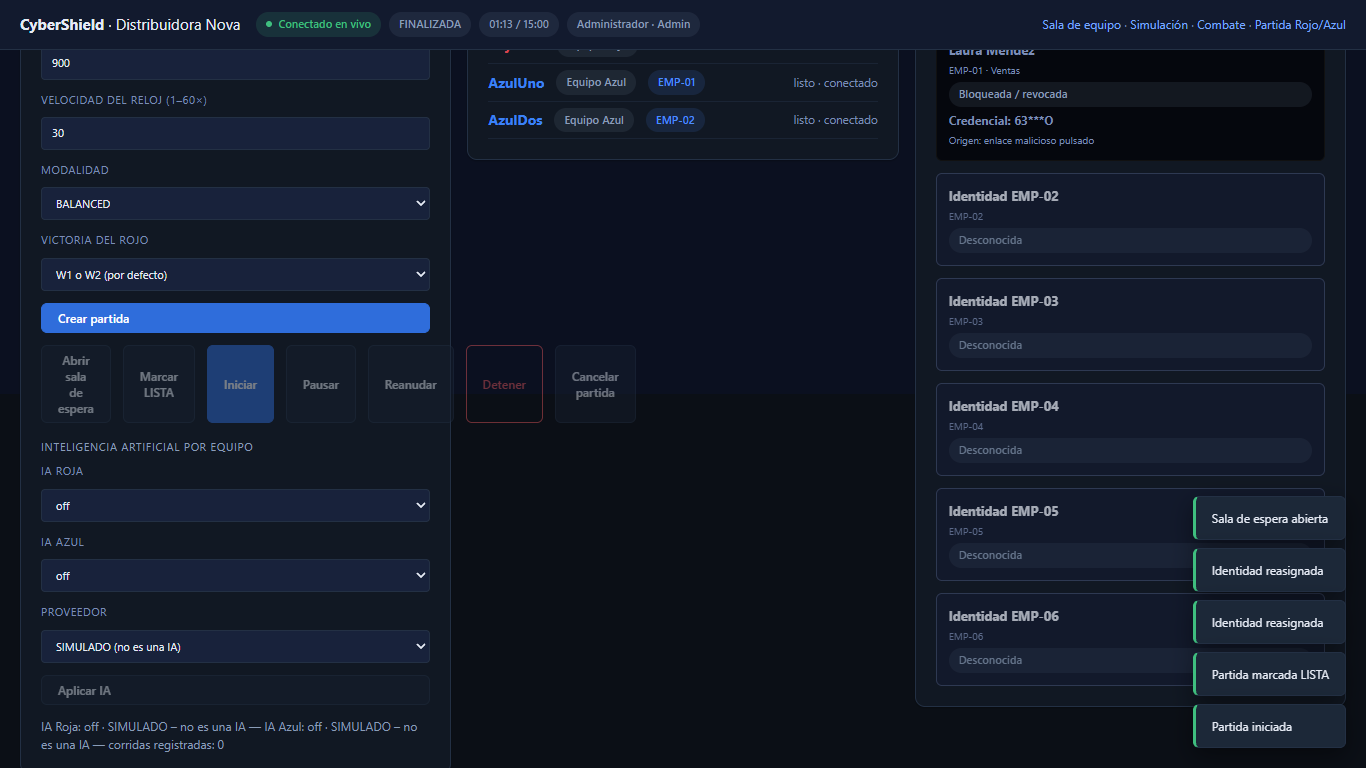 CyberShield · Distribuidora Nova
Conectado en vivo
FINALIZADA
01:13 / 15:00
Administrador · Admin
Sala de equipo · Simulación · Combate · Partida Rojo/Azul
900
VELOCIDAD DEL RELOJ (1–60×)
30
MODALIDAD
BALANCED
VICTORIA DEL ROJO
W1 o W2 (por defecto)
Crear partida
Abrir
sala
de
espera
Marcar
LISTA
Iniciar
Pausar
Reanudar
Detener
Cancelar
partida
INTELIGENCIA ARTIFICIAL POR EQUIPO
IA ROJA
off
IA AZUL
off
PROVEEDOR
SIMULADO (no es una IA)
Aplicar IA
IA Roja: off · SIMULADO – no es una IA — IA Azul: off · SIMULADO – no
es una IA — corridas registradas: 0
AzulUno
Equipo Azul
EMP-01
listo · conectado
AzulDos
Equipo Azul
EMP-02
listo · conectado
Laura Méndez
EMP-01 · Ventas
Bloqueada / revocada
Credencial: 63***O
Origen: enlace malicioso pulsado
Identidad EMP-02
EMP-02
Desconocida
Identidad EMP-03
EMP-03
Desconocida
Identidad EMP-04
EMP-04
Desconocida
Identidad EMP-05
EMP-05
Desconocida
Identidad EMP-06
EMP-06
Desconocida
Sala de espera abierta
Identidad reasignada
Identidad reasignada
Partida marcada LISTA
Partida iniciada